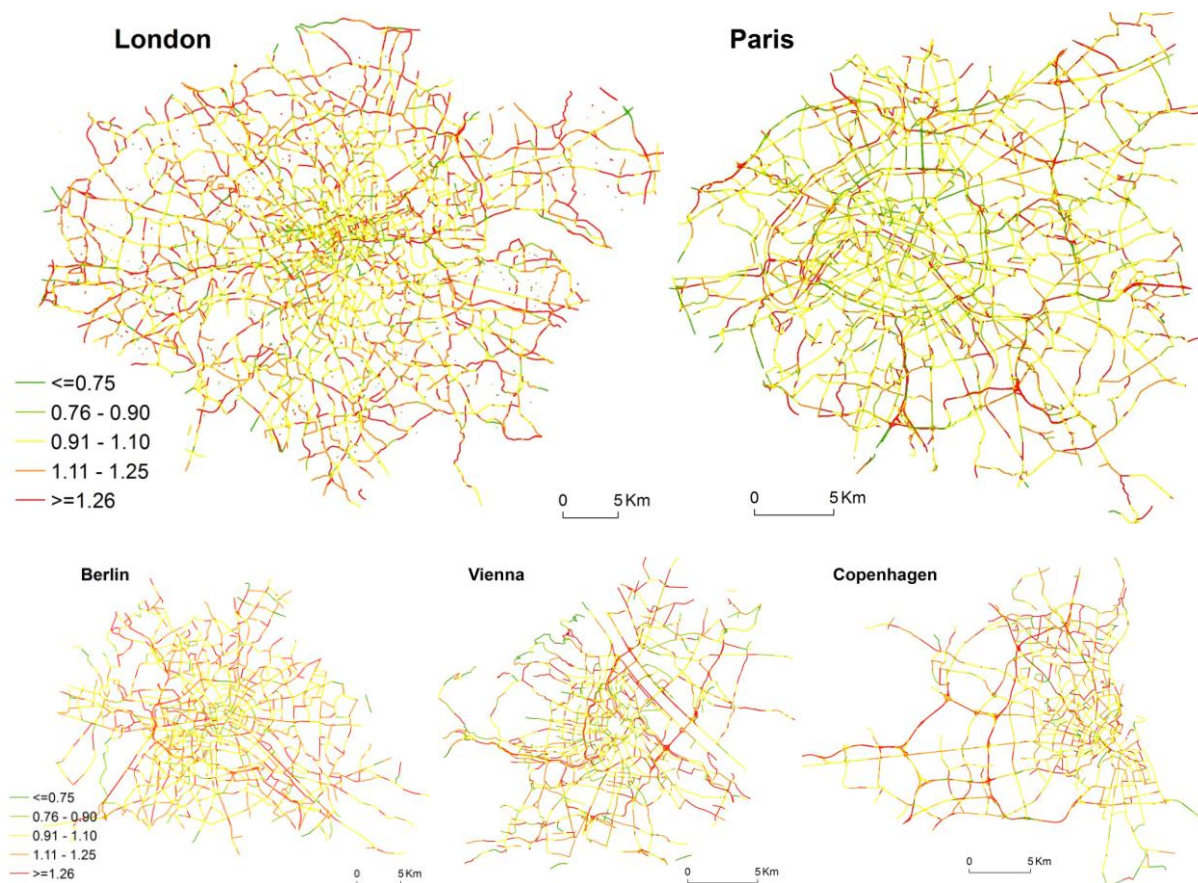 London
Paris
<=0.75
0.76 - 0.90
0.91 - 1.10
1.11 - 1.25
>=1.26
0 5 Km
0 5 Km
Berlin
Vienna
Copenhagen
<=0.75
0.76 - 0.90
0.91 - 1.10
1.11 - 1.25
>=1.26
0 5 Km
0 5 Km
0 5 Km